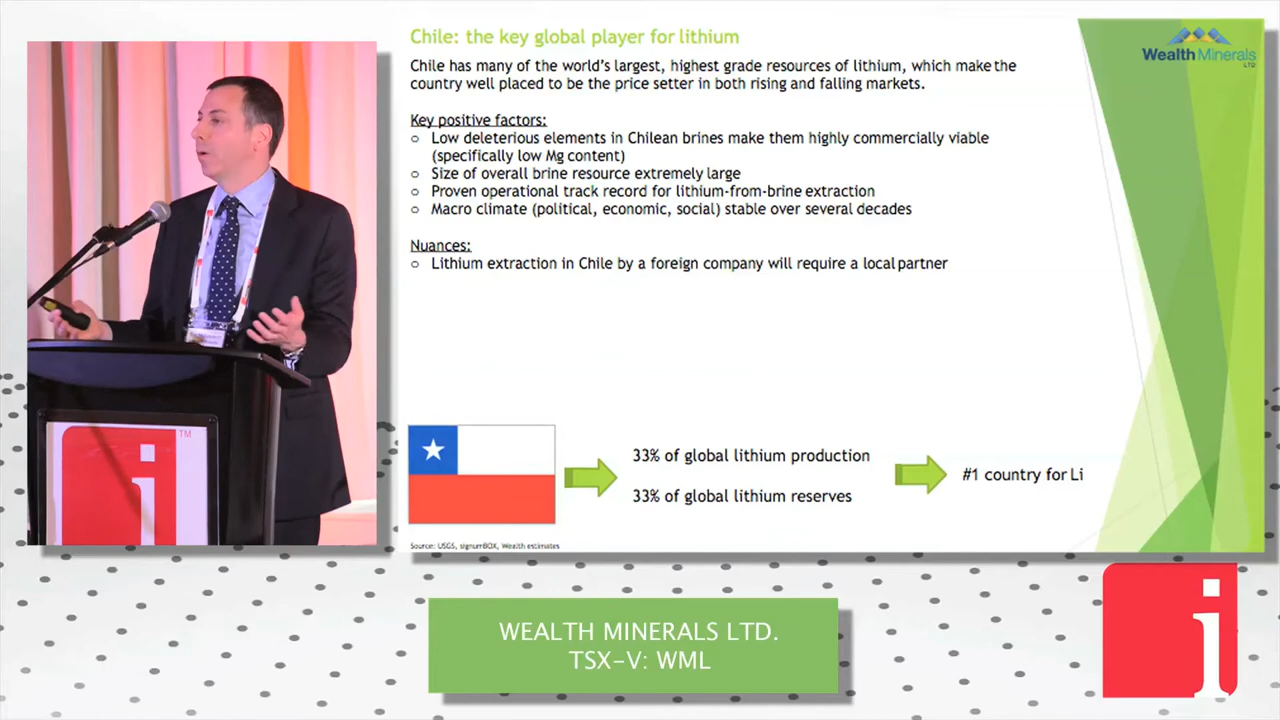 Chile: the key global player for lithium
Wealth Minerals
LTD
Chile has many of the world's largest, highest grade resources of lithium, which make the
country well placed to be the price setter in both rising and falling markets.
Key positive factors:
o Low deleterious elements in Chilean brines make them highly commercially viable
(specifically low Mg content)
o Size of overall brine resource extremely large
o Proven operational track record for lithium-from-brine extraction
o Macro climate (political, economic, social) stable over several decades
Nuances:
o Lithium extraction in Chile by a foreign company will require a local partner
33% of global lithium production
33% of global lithium reserves
#1 country for Li
Source: USGS, signumBOX, Wealth estimates
i
TM
WEALTH MINERALS LTD.
TSX-V: WML
i